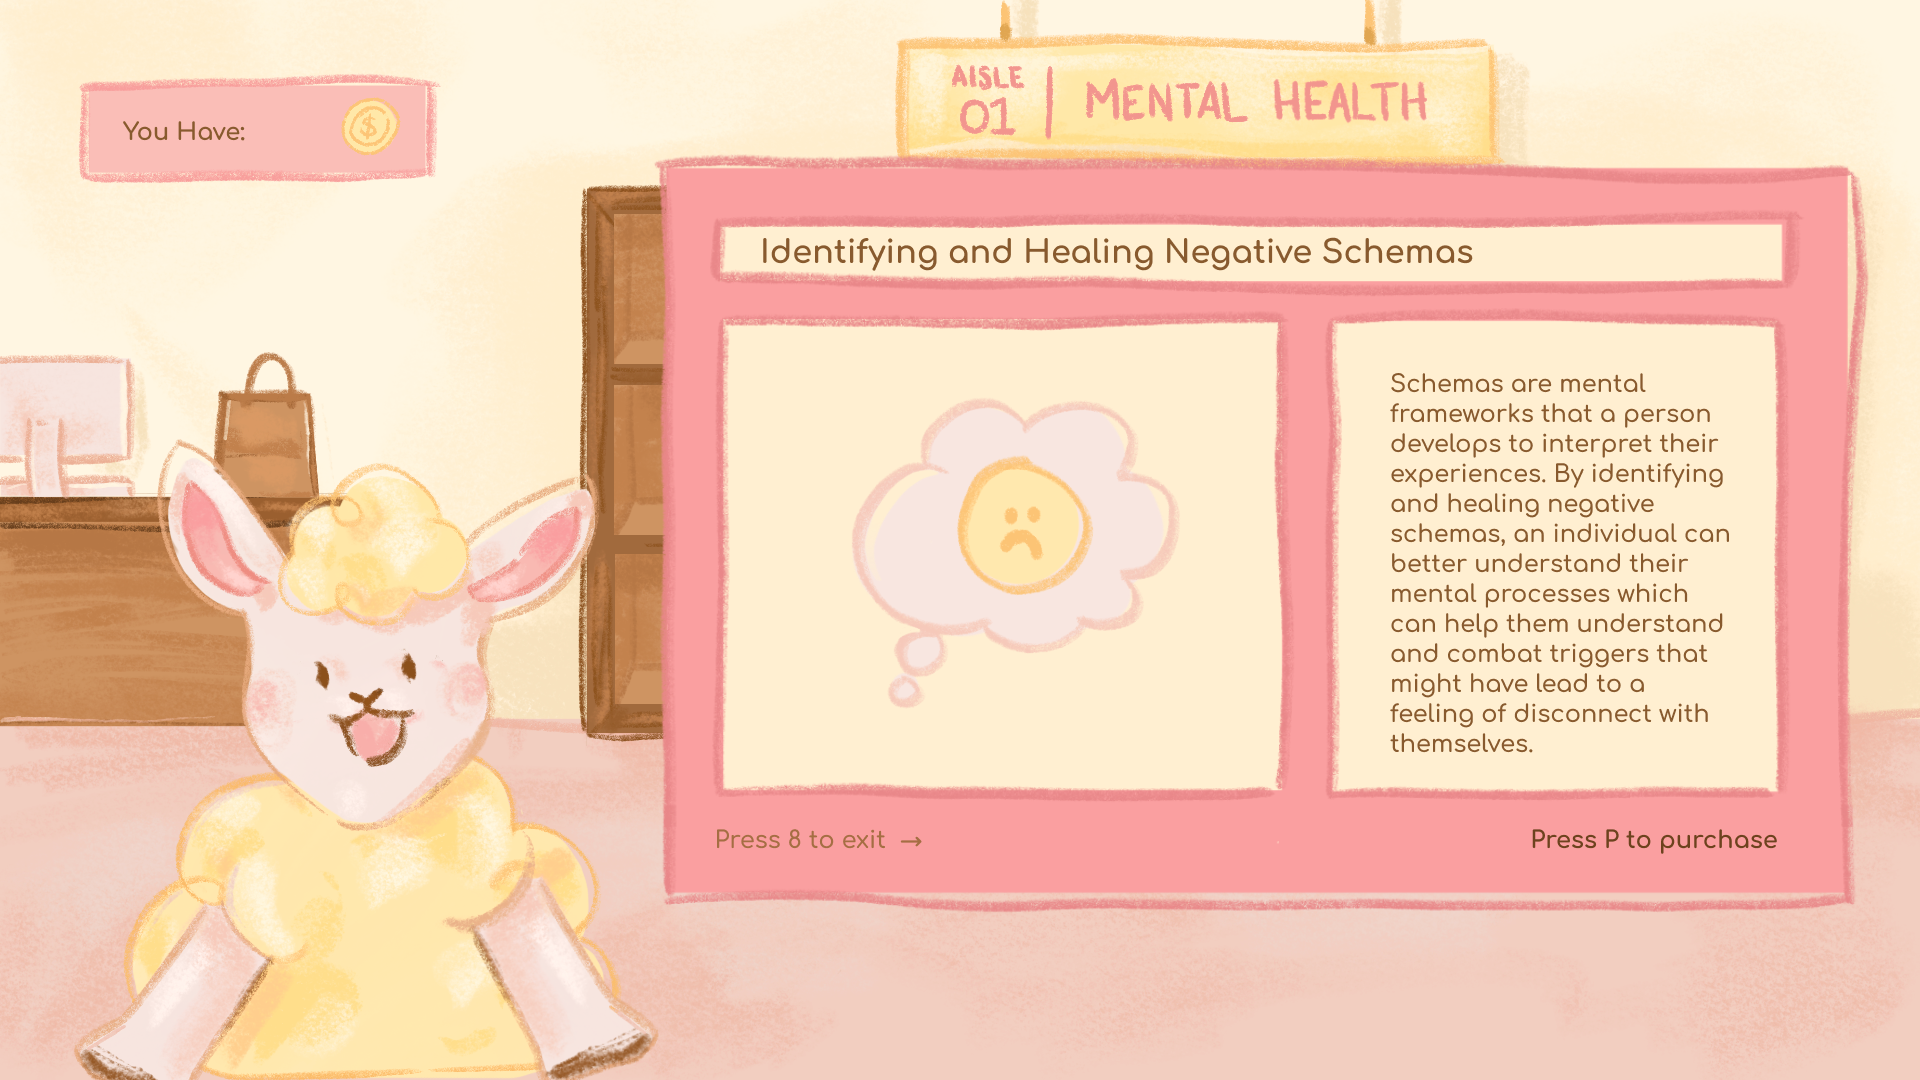 You Have:
$
AISLE
01
MENTAL HEALTH
Identifying and Healing Negative Schemas
Schemas are mental
frameworks that a person
develops to interpret their
experiences. By identifying
and healing negative
schemas, an individual can
better understand their
mental processes which
can help them understand
and combat triggers that
might have lead to a
feeling of disconnect with
themselves.
Press 8 to exit →
Press P to purchase